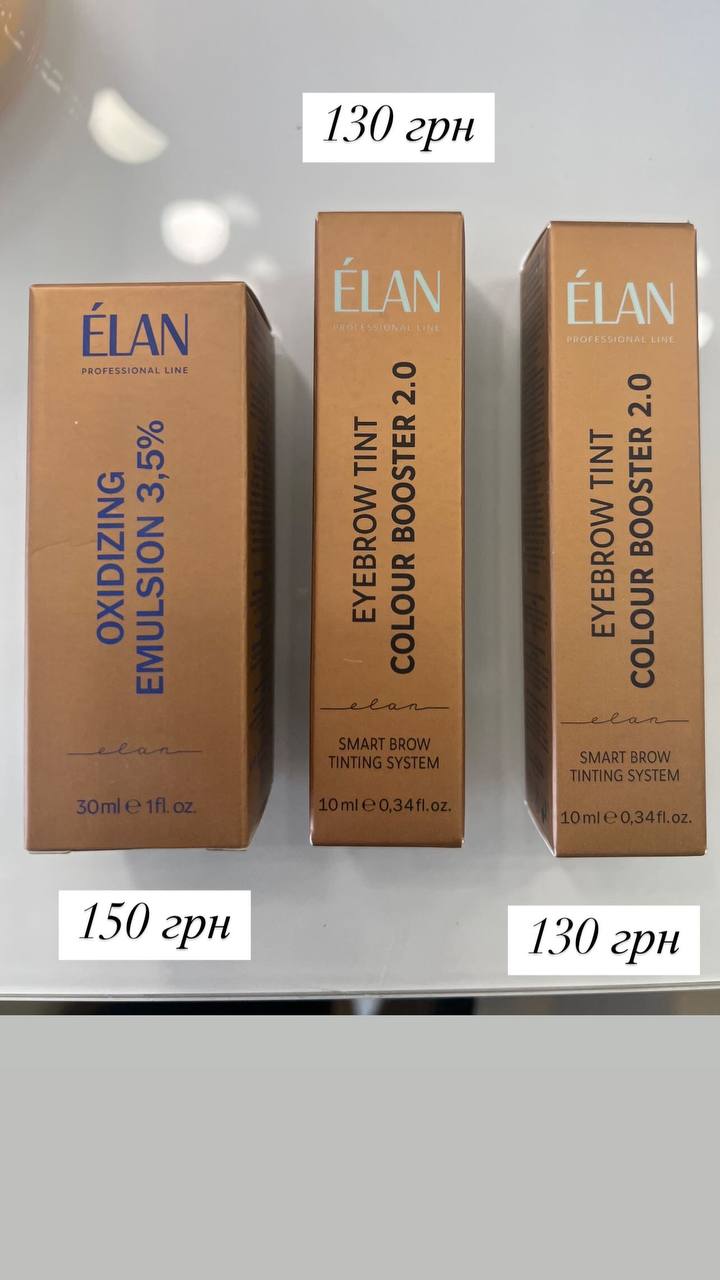 130 грн
ÉLAN
PROFESSIONAL LINE
OXIDIZING
EMULSION 3,5%
elan
30ml e 1fl. oz.
150 грн
ÉLAN
PROFESSIONAL LINE
EYEBROW TINT
COLOUR BOOSTER 2.0
elan
SMART BROW
TINTING SYSTEM
10ml e 0,34fl.oz.
ÉLAN
PROFESSIONAL LINE
EYEBROW TINT
COLOUR BOOSTER 2.0
elan
SMART BROW
TINTING SYSTEM
10ml e 0,34fl.oz.
130 грн